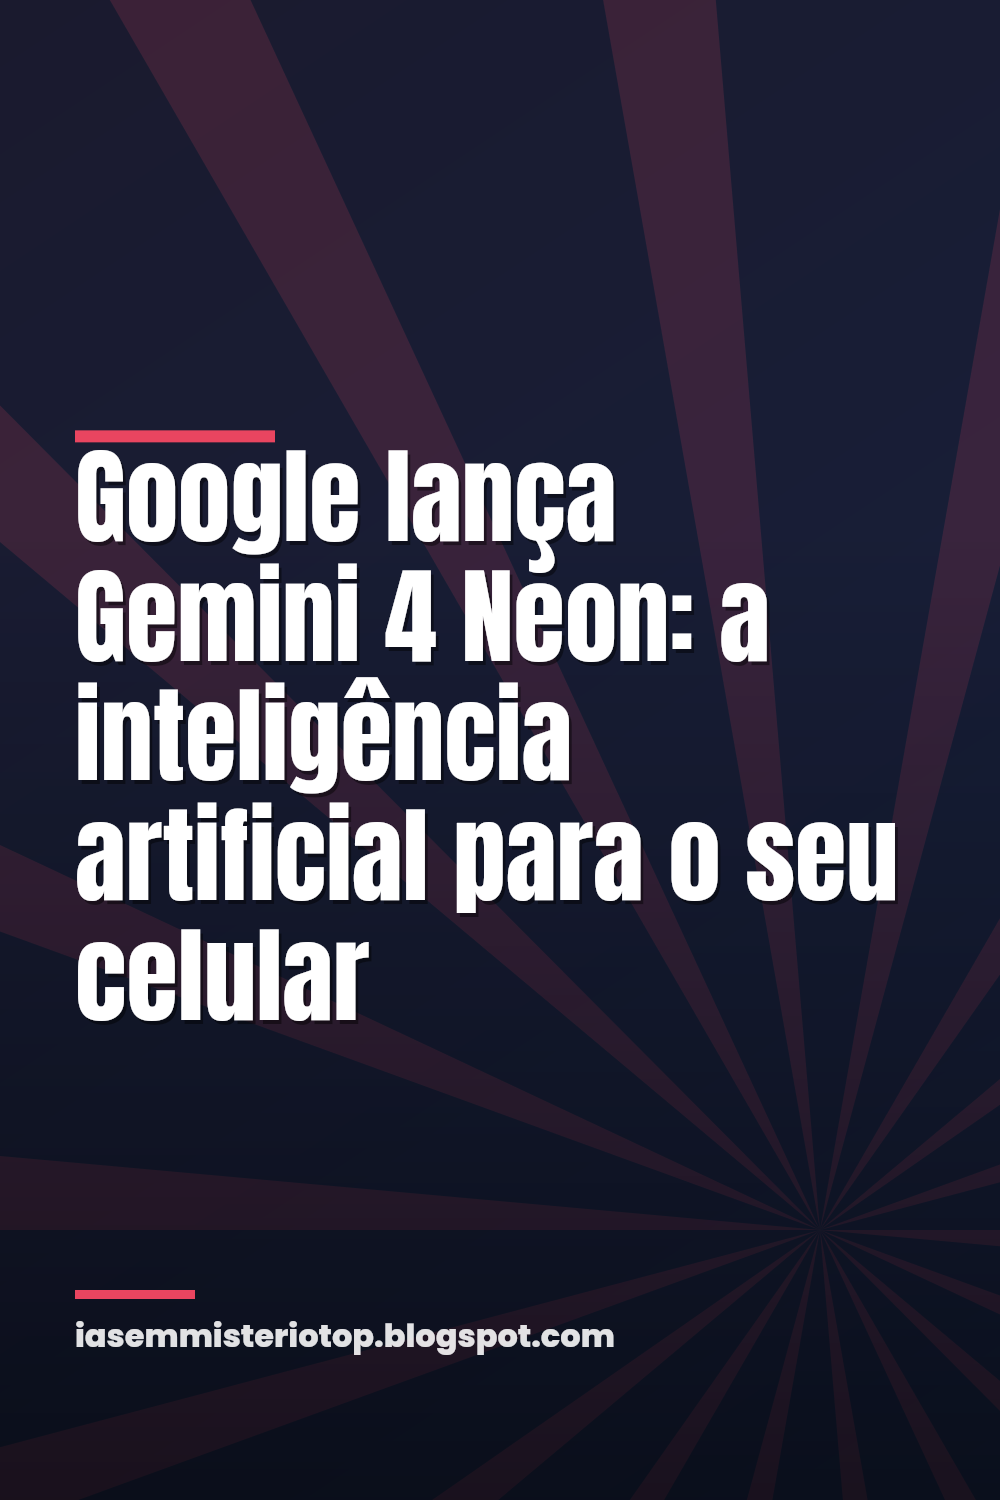 Google lança
Gemini 4 Neon: a
inteligência
artificial para o seu
celular
iasemmisteriotop.blogspot.com